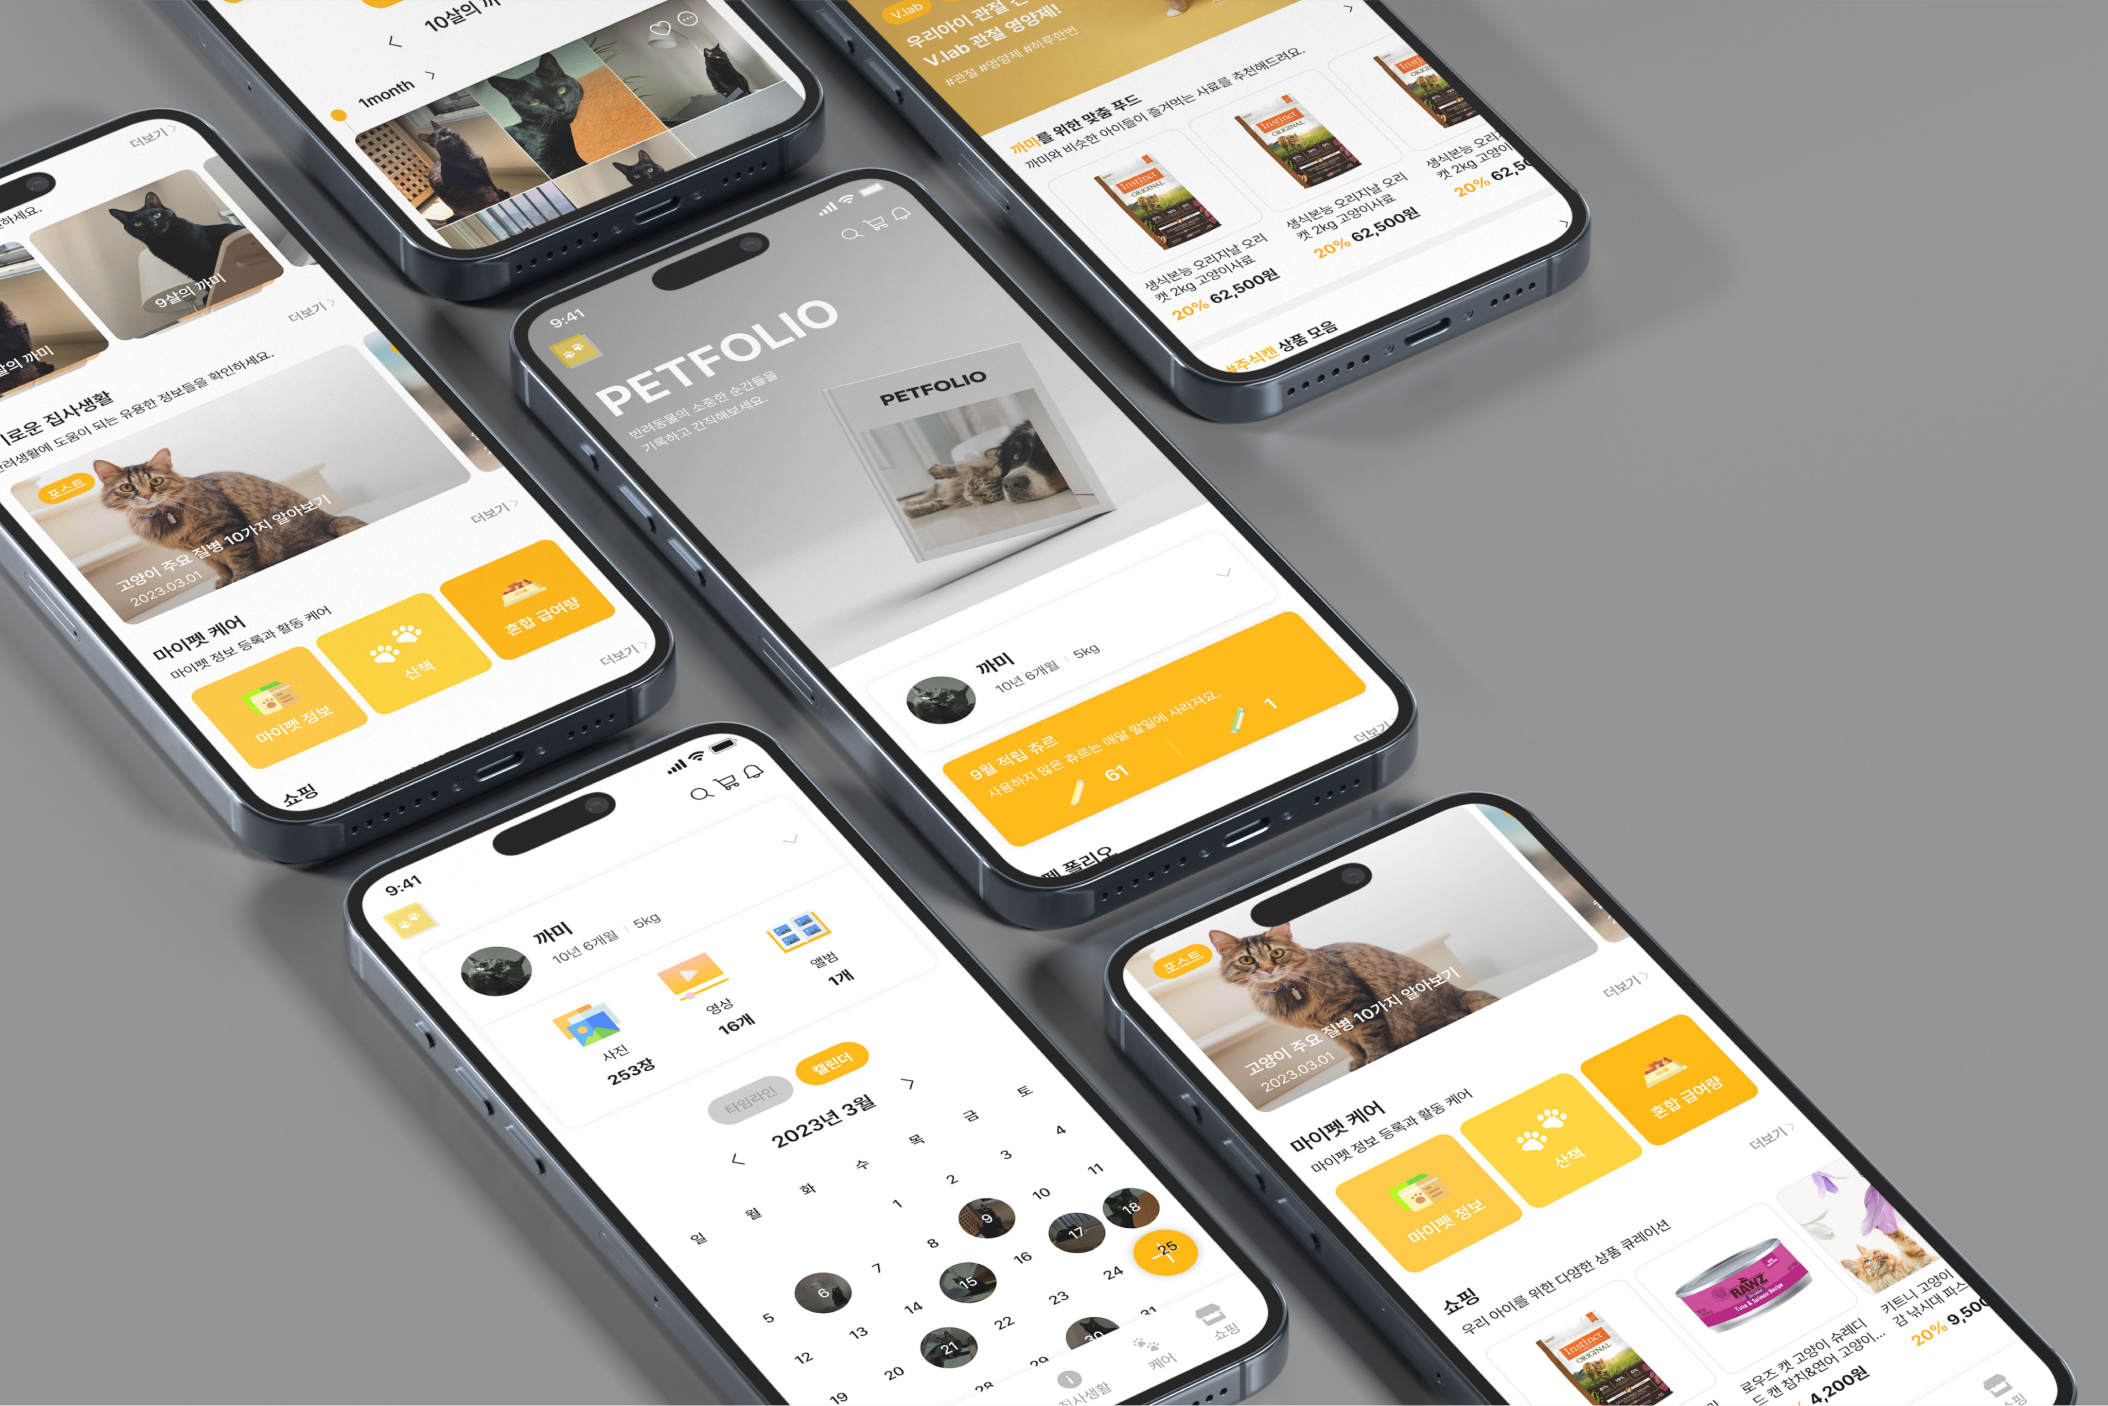 더보기
하세요.
9살의 까미
살의 까미
더보기
기로운 집사생활
려생활에 도움이 되는 유용한 정보들을 확인하세요.
포스트
고양이 주요 질병 10가지 알아보기
2023.03.01
더보기
마이펫 케어
마이펫 정보 등록과 활동 케어
마이펫 정보
산책
혼합 급여량
더보기
쇼핑
10살의 까
1month
V.lab
우리아이 관절 건
V.lab 관절 영양제!
#관절 #영양제 #하루한번
까미를 위한 맞춤 푸드
까미와 비슷한 아이들이 즐겨먹는 사료를 추천해드려요.
Instinct
ORIGINAL
Instinct
ORIGINAL
생식본능 오리지날 오리
캣 2kg 고양이사료
20% 62,500원
생식본능 오리지날 오리
캣 2kg 고양이사료
20% 62,500원
생식본능 오리지
캣 2kg 고양이
20% 62,50
#주식캔 상품 모음
9:41
PETFOLIO
반려동물의 소중한 순간들을
기록하고 간직해보세요.
PETFOLIO
까미
10년 6개월 | 5kg
9월 적립 츄르
사용하지 않은 츄르는 매달 말일에 사라져요.
61
1
더보기
펫 폴리오
9:41
까미
10년 6개월 | 5kg
사진
253장
영상
16개
앨범
1개
타임라인
캘린더
2023년 3월
일 월 화 수 목 금 토
1 2 3 4
5 6 7 8 9 10 11
12 13 14 15 16 17 18
19 20 21 22 23 24 25
28 29 30 31
집사생활
케어
쇼핑
포스트
고양이 주요 질병 10가지 알아보기
2023.03.01
더보기
마이펫 케어
마이펫 정보 등록과 활동 케어
마이펫 정보
산책
혼합 급여량
더보기
쇼핑
우리 아이를 위한 다양한 상품 큐레이션
Instinct
ORIGINAL
RAWZ
Tuna & Salmon Recipe
로우즈 캣 고양이 슈레디
드 캔 참치&연어 고양이...
4,200원
키트니 고양이
감 낚시대 파스
20% 9,500
쇼핑